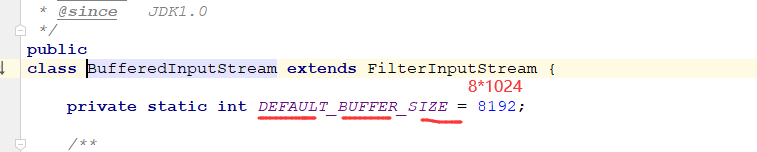 * @since   JDK1.0
*/
public
class BufferedInputStream extends FilterInputStream {
8*1024
private static int DEFAULT_BUFFER_SIZE = 8192;
/**